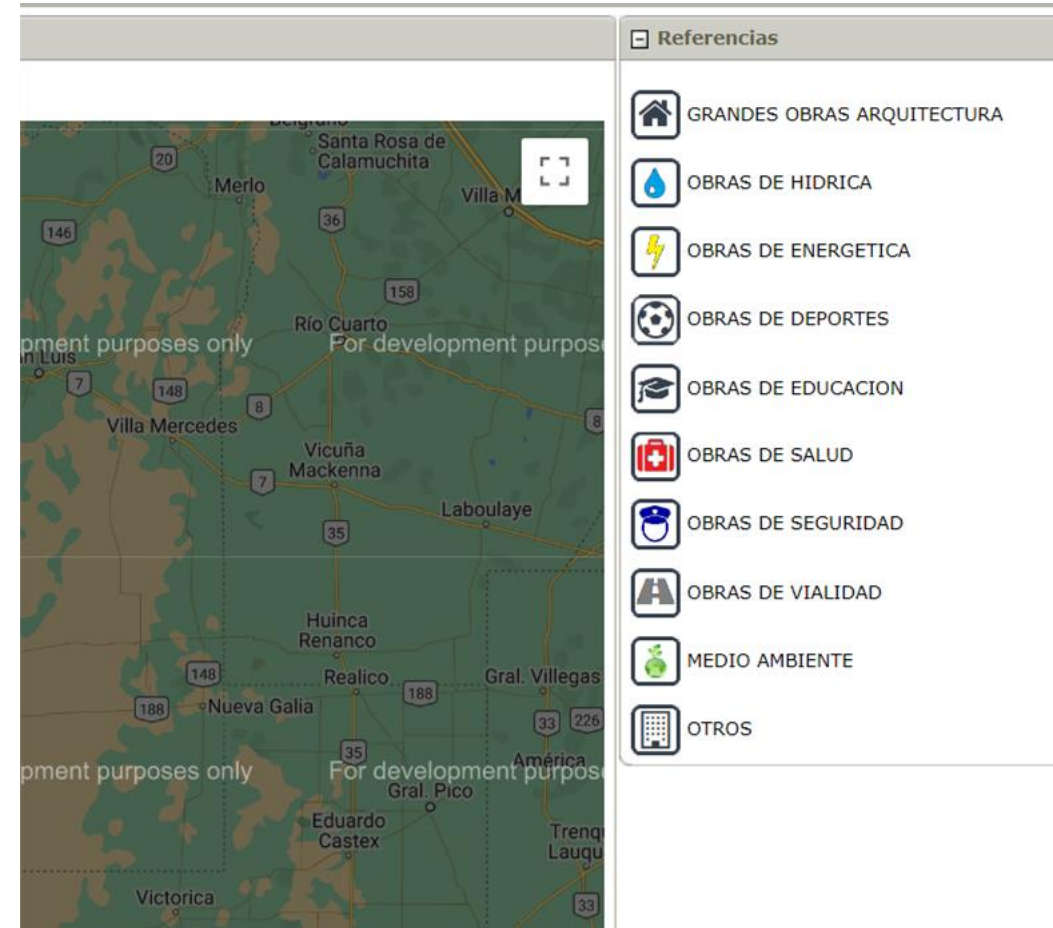 Referencias
GRANDES OBRAS ARQUITECTURA
OBRAS DE HIDRICA
OBRAS DE ENERGETICA
OBRAS DE DEPORTES
OBRAS DE EDUCACION
OBRAS DE SALUD
OBRAS DE SEGURIDAD
OBRAS DE VIALIDAD
MEDIO AMBIENTE
OTROS
Belgrano
Santa Rosa de
Calamuchita
20
Merlo
Villa M
36
146
158
Río Cuarto
pment purposes only
For development purpos
n Luis
7
148
8
8
Villa Mercedes
Vicuña
Mackenna
7
Laboulaye
35
Huinca
Renanco
148
Realico
188
Gral. Villegas
188
Nueva Galia
33
226
35
América
pment purposes only
For development purpos
Gral. Pico
Eduardo
Castex
Trenq
Lauqu
Victorica
33